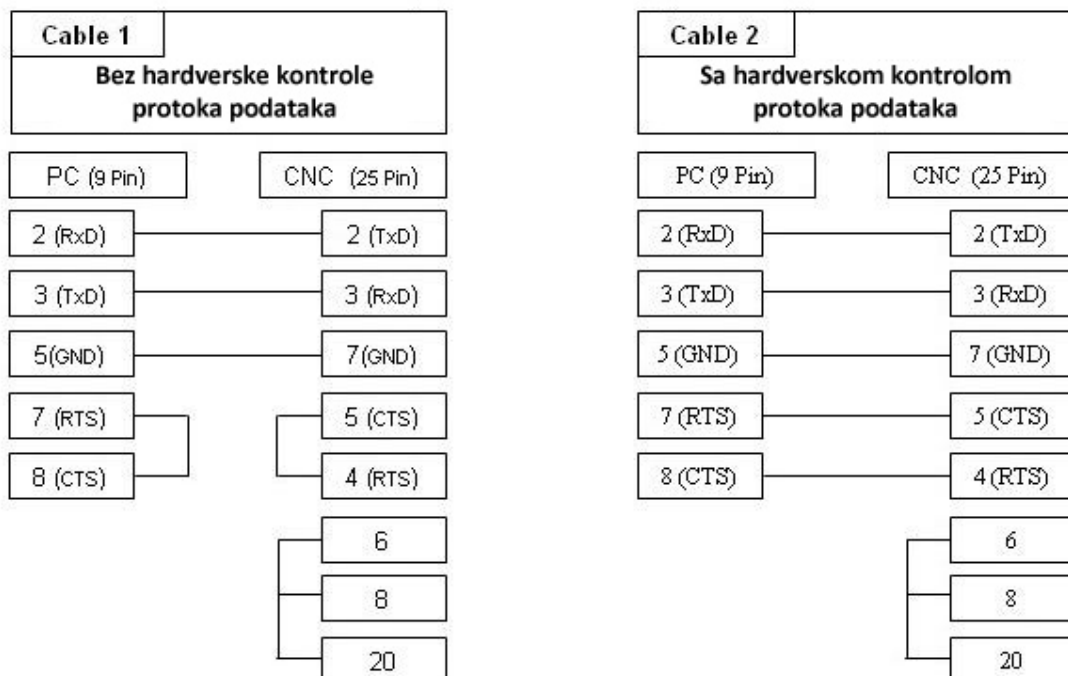 Cable 1
Bez hardverske kontrole
protoka podataka
PC (9 Pin) CNC (25 Pin)
2 (RxD) 2 (TxD)
3 (TxD) 3 (RxD)
5(GND) 7(GND)
7 (RTS) 5 (CTS)
8 (CTS) 4 (RTS)
6
8
20
Cable 2
Sa hardverskom kontrolom
protoka podataka
PC (9 Pin) CNC (25 Pin)
2 (RxD) 2 (TxD)
3 (TxD) 3 (RxD)
5 (GND) 7 (GND)
7 (RTS) 5 (CTS)
8 (CTS) 4 (RTS)
6
8
20